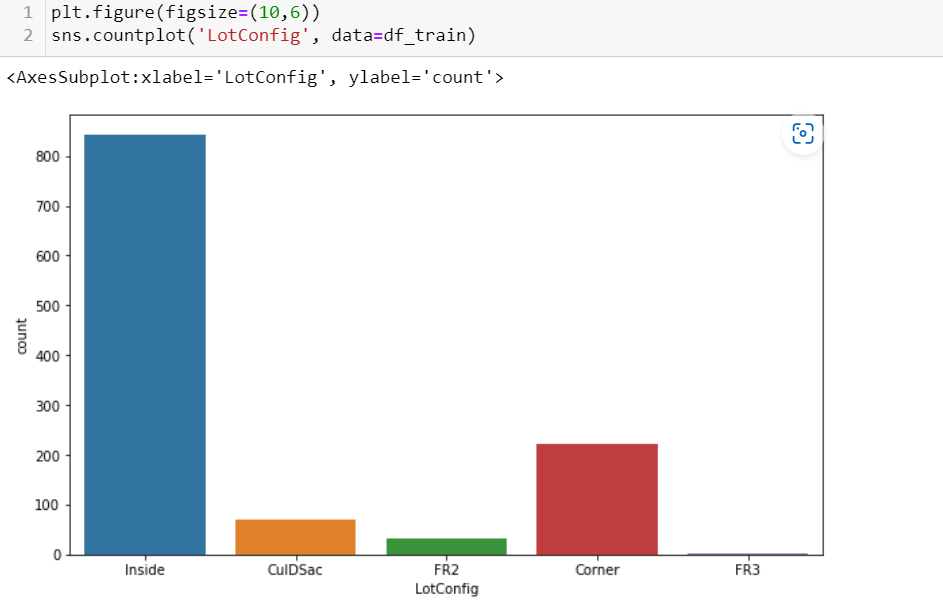 1 plt.figure(figsize=(10,6))
2 sns.countplot('LotConfig', data=df_train)
<AxesSubplot:xlabel='LotConfig', ylabel='count'>
800
700
600
500
400
300
200
100
0
count
Inside CulDSac FR2 Corner FR3
LotConfig